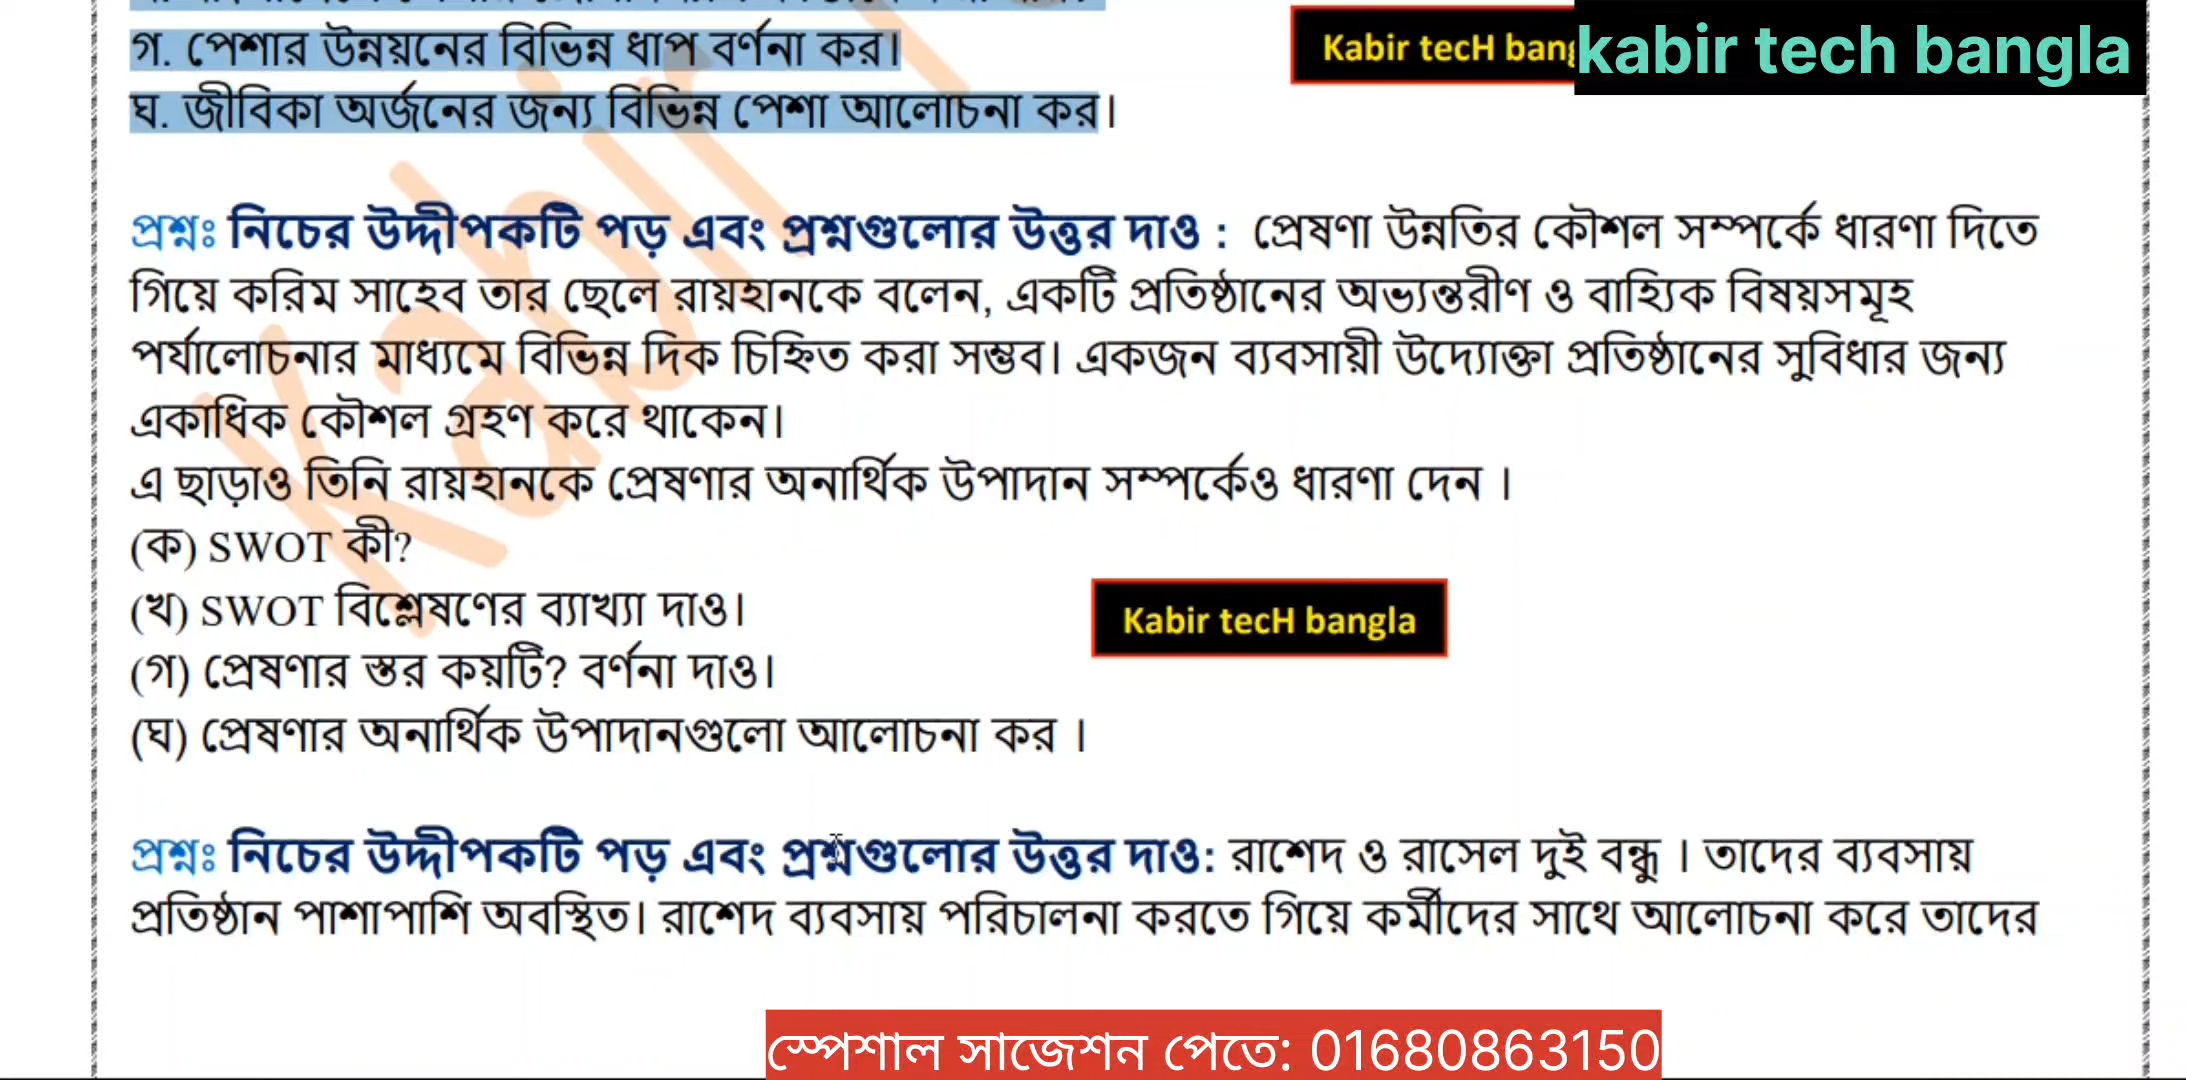 গ. পেশার উন্নয়নের বিভিন্ন ধাপ বর্ণনা কর।
Kabir tecH bang
kabir tech bangla
ঘ. জীবিকা অর্জনের জন্য বিভিন্ন পেশা আলোচনা কর।
প্রশ্নঃ নিচের উদ্দীপকটি পড় এবং প্রশ্নগুলোর উত্তর দাও : প্রেষণা উন্নতির কৌশল সম্পর্কে ধারণা দিতে
গিয়ে করিম সাহেব তার ছেলে রায়হানকে বলেন, একটি প্রতিষ্ঠানের অভ্যন্তরীণ ও বাহ্যিক বিষয়সমূহ
পর্যালোচনার মাধ্যমে বিভিন্ন দিক চিহ্নিত করা সম্ভব। একজন ব্যবসায়ী উদ্যোক্তা প্রতিষ্ঠানের সুবিধার জন্য
একাধিক কৌশল গ্রহণ করে থাকেন।
এ ছাড়াও তিনি রায়হানকে প্রেষণার অনার্থিক উপাদান সম্পর্কেও ধারণা দেন ।
(ক) SWOT কী?
(খ) SWOT বিশ্লেষণের ব্যাখ্যা দাও।
Kabir tecH bangla
(গ) প্রেষণার স্তর কয়টি? বর্ণনা দাও।
(ঘ) প্রেষণার অনার্থিক উপাদানগুলো আলোচনা কর ।
প্রশ্নঃ নিচের উদ্দীপকটি পড় এবং প্রশ্নগুলোর উত্তর দাও: রাশেদ ও রাসেল দুই বন্ধু । তাদের ব্যবসায়
প্রতিষ্ঠান পাশাপাশি অবস্থিত। রাশেদ ব্যবসায় পরিচালনা করতে গিয়ে কর্মীদের সাথে আলোচনা করে তাদের
স্পেশাল সাজেশন পেতে: 01680863150